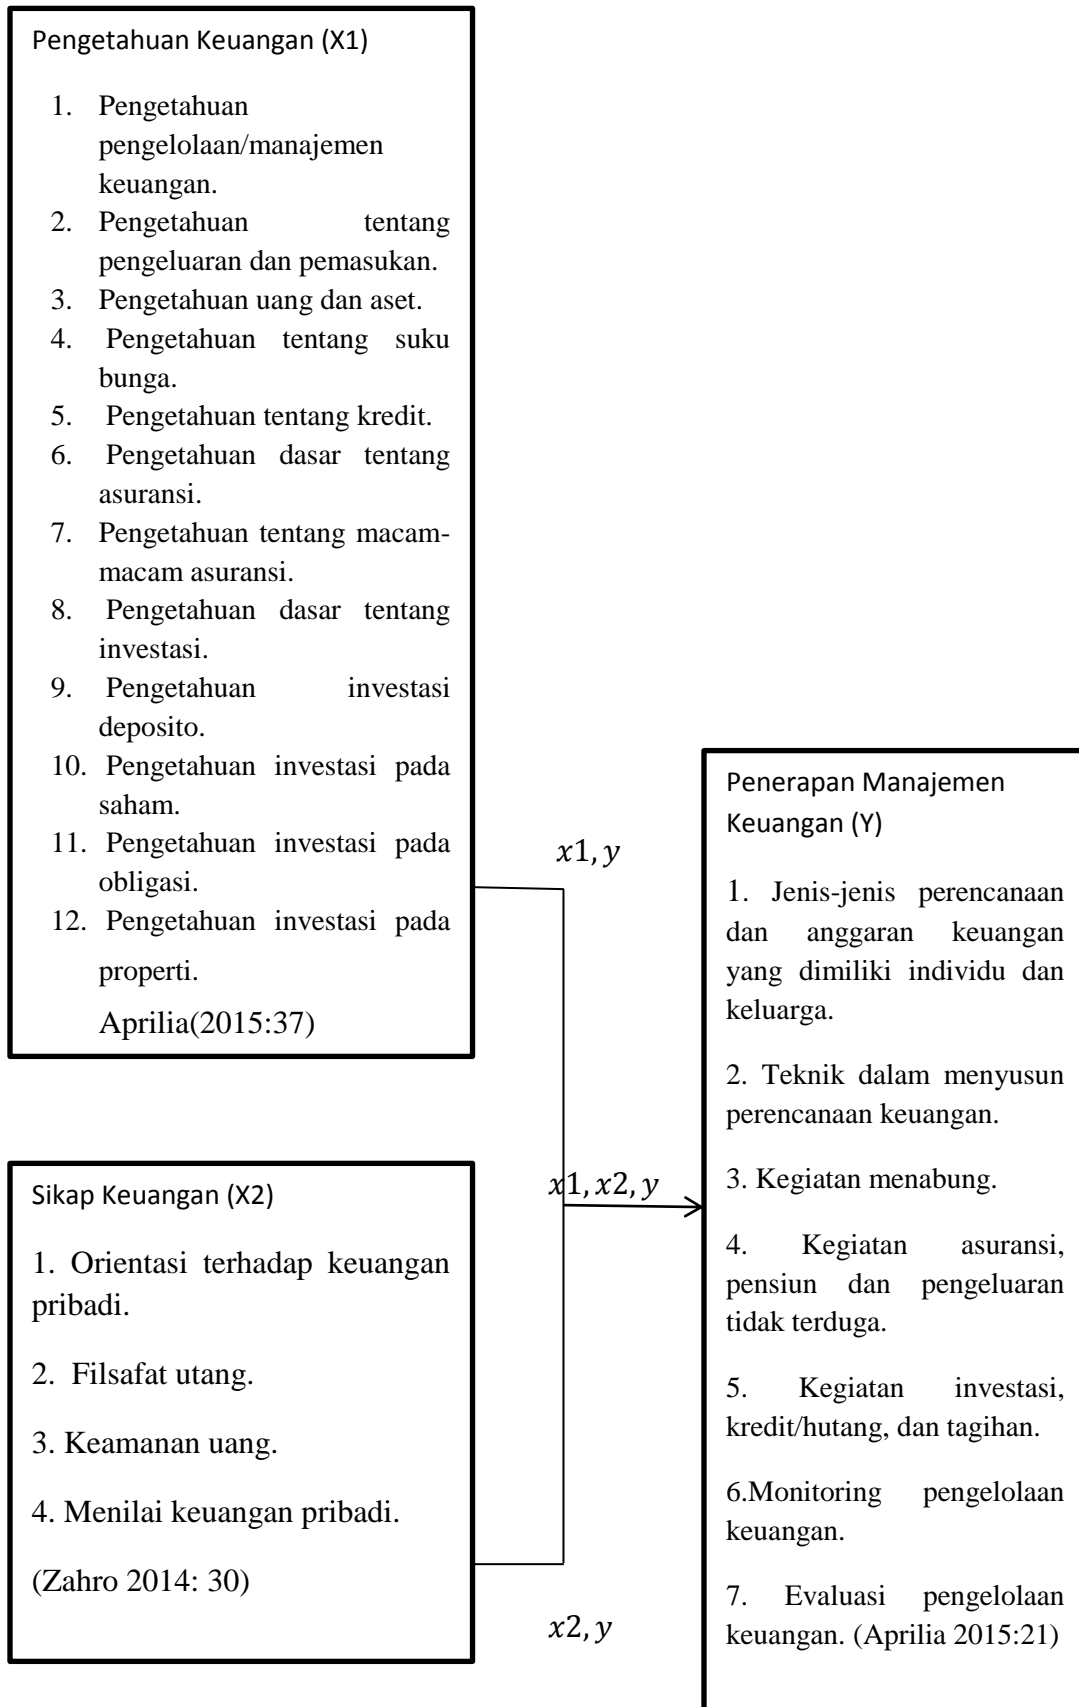 Pengetahuan Keuangan (X1)
1. Pengetahuan
pengelolaan/manajemen
keuangan.
2. Pengetahuan tentang
pengeluaran dan pemasukan.
3. Pengetahuan uang dan aset.
4. Pengetahuan tentang suku
bunga.
5. Pengetahuan tentang kredit.
6. Pengetahuan dasar tentang
asuransi.
7. Pengetahuan tentang macam-
macam asuransi.
8. Pengetahuan dasar tentang
investasi.
9. Pengetahuan investasi
deposito.
10. Pengetahuan investasi pada
saham.
11. Pengetahuan investasi pada
obligasi.
12. Pengetahuan investasi pada
properti.
Aprilia(2015:37)
Sikap Keuangan (X2)
1. Orientasi terhadap keuangan
pribadi.
2. Filsafat utang.
3. Keamanan uang.
4. Menilai keuangan pribadi.
(Zahro 2014: 30)
x1, y
x1, x2, y
x2, y
Penerapan Manajemen
Keuangan (Y)
1. Jenis-jenis perencanaan
dan anggaran keuangan
yang dimiliki individu dan
keluarga.
2. Teknik dalam menyusun
perencanaan keuangan.
3. Kegiatan menabung.
4. Kegiatan asuransi,
pensiun dan pengeluaran
tidak terduga.
5. Kegiatan investasi,
kredit/hutang, dan tagihan.
6.Monitoring pengelolaan
keuangan.
7. Evaluasi pengelolaan
keuangan. (Aprilia 2015:21)